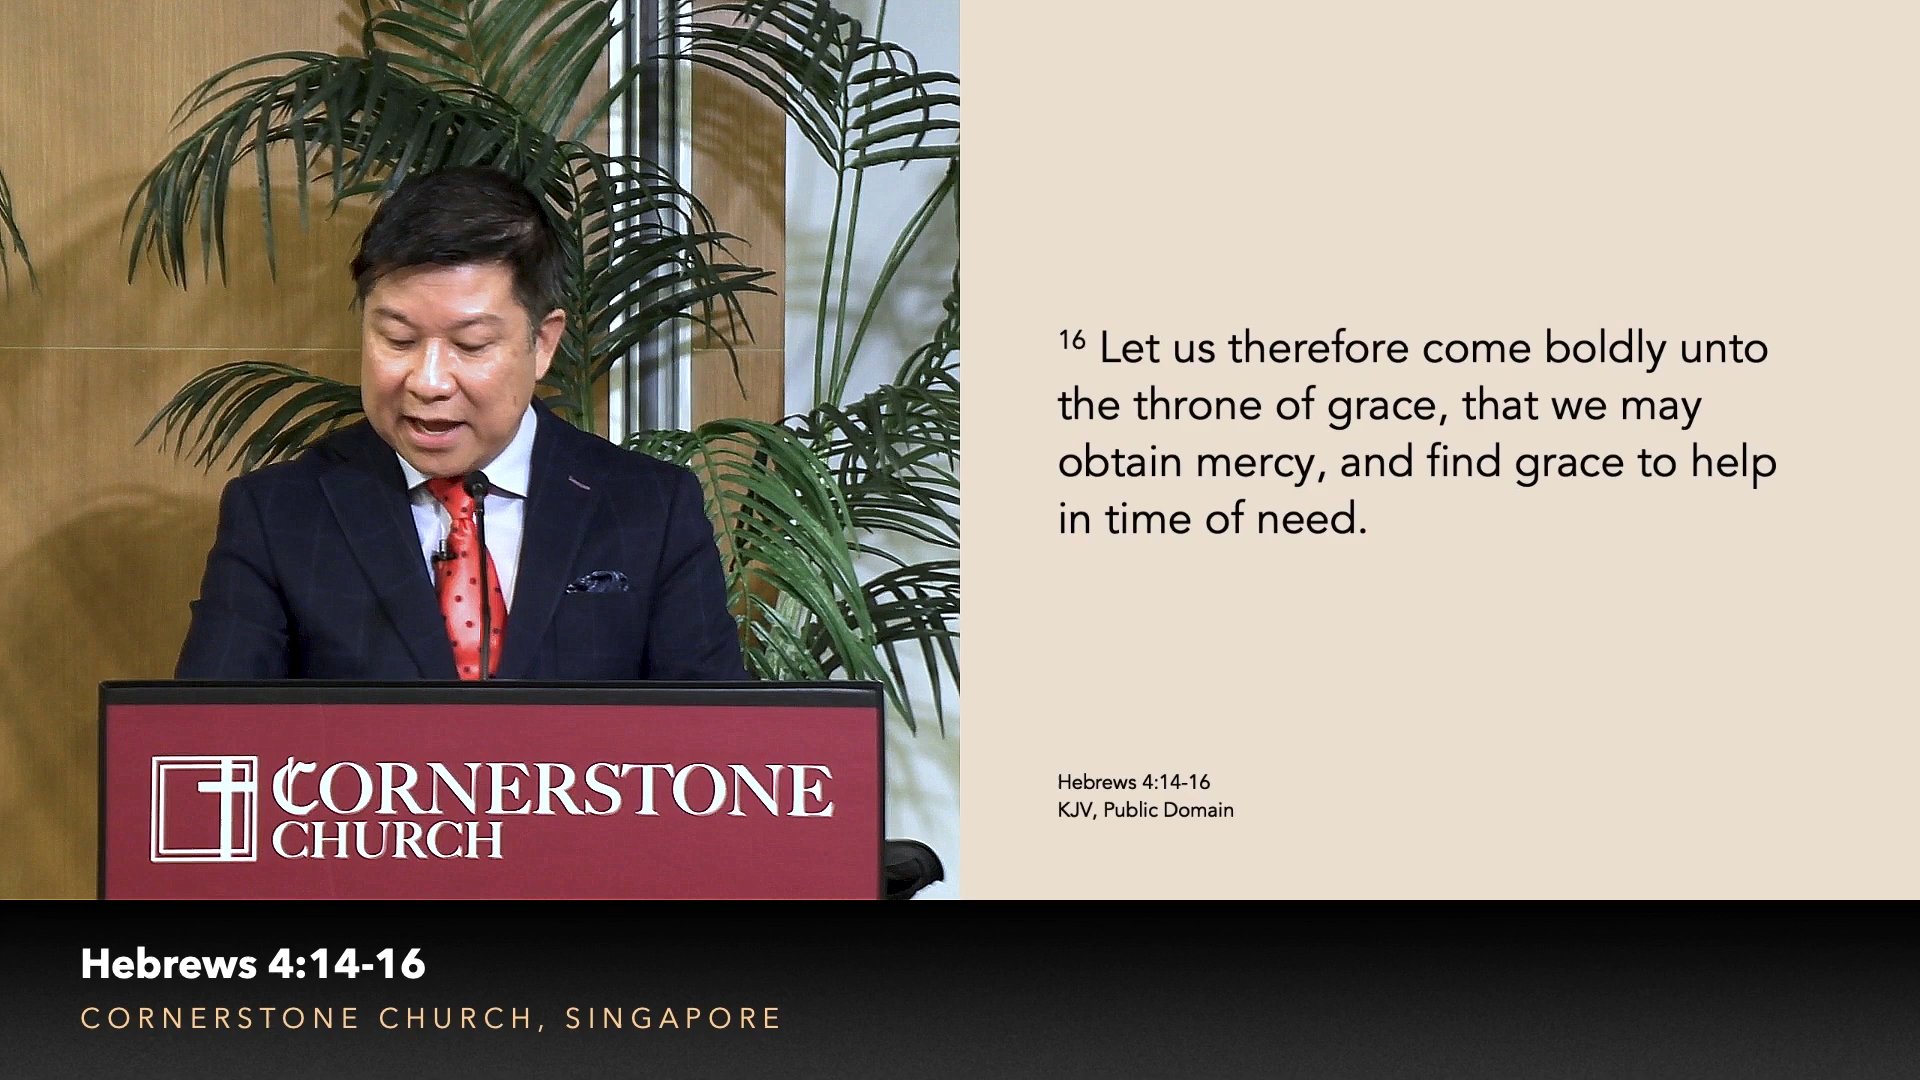 CORNERSTONE
CHURCH
16 Let us therefore come boldly unto
the throne of grace, that we may
obtain mercy, and find grace to help
in time of need.
Hebrews 4:14-16
KJV, Public Domain
Hebrews 4:14-16
CORNERSTONE CHURCH, SINGAPORE